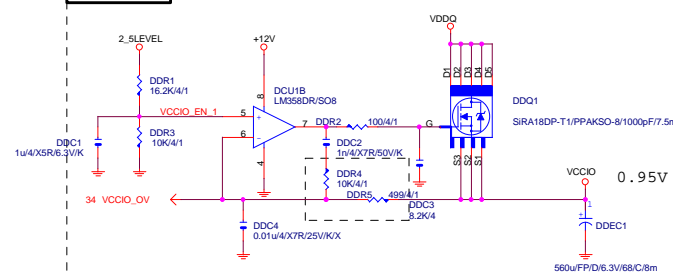 VDDQ
2_5LEVEL
+12V
D1
D2
D3
D4
D5
DDR1
16.2K/4/1
DCU1B
LM358DR/SO8
8
DDQ1
VCCIO_EN_1
5
+
7
DDR2
100/4/1
G
SiRA18DP-T1/PPAKSO-8/1000pF/7.5m
DDC1
1u/4/X5R/6.3V/K
DDR3
10K/4/1
6
4
DDC2
1n/4/X7R/50V/K
S3
S2
S1
DDR4
10K/4/1
VCCIO
0.95V
34 VCCIO_OV
DDR5
499/4/1
DDC3
8.2K/4
1
DDC4
0.01u/4/X7R/25V/K/X
+
DDEC1
560u/FP/D/6.3V/68/C/8m